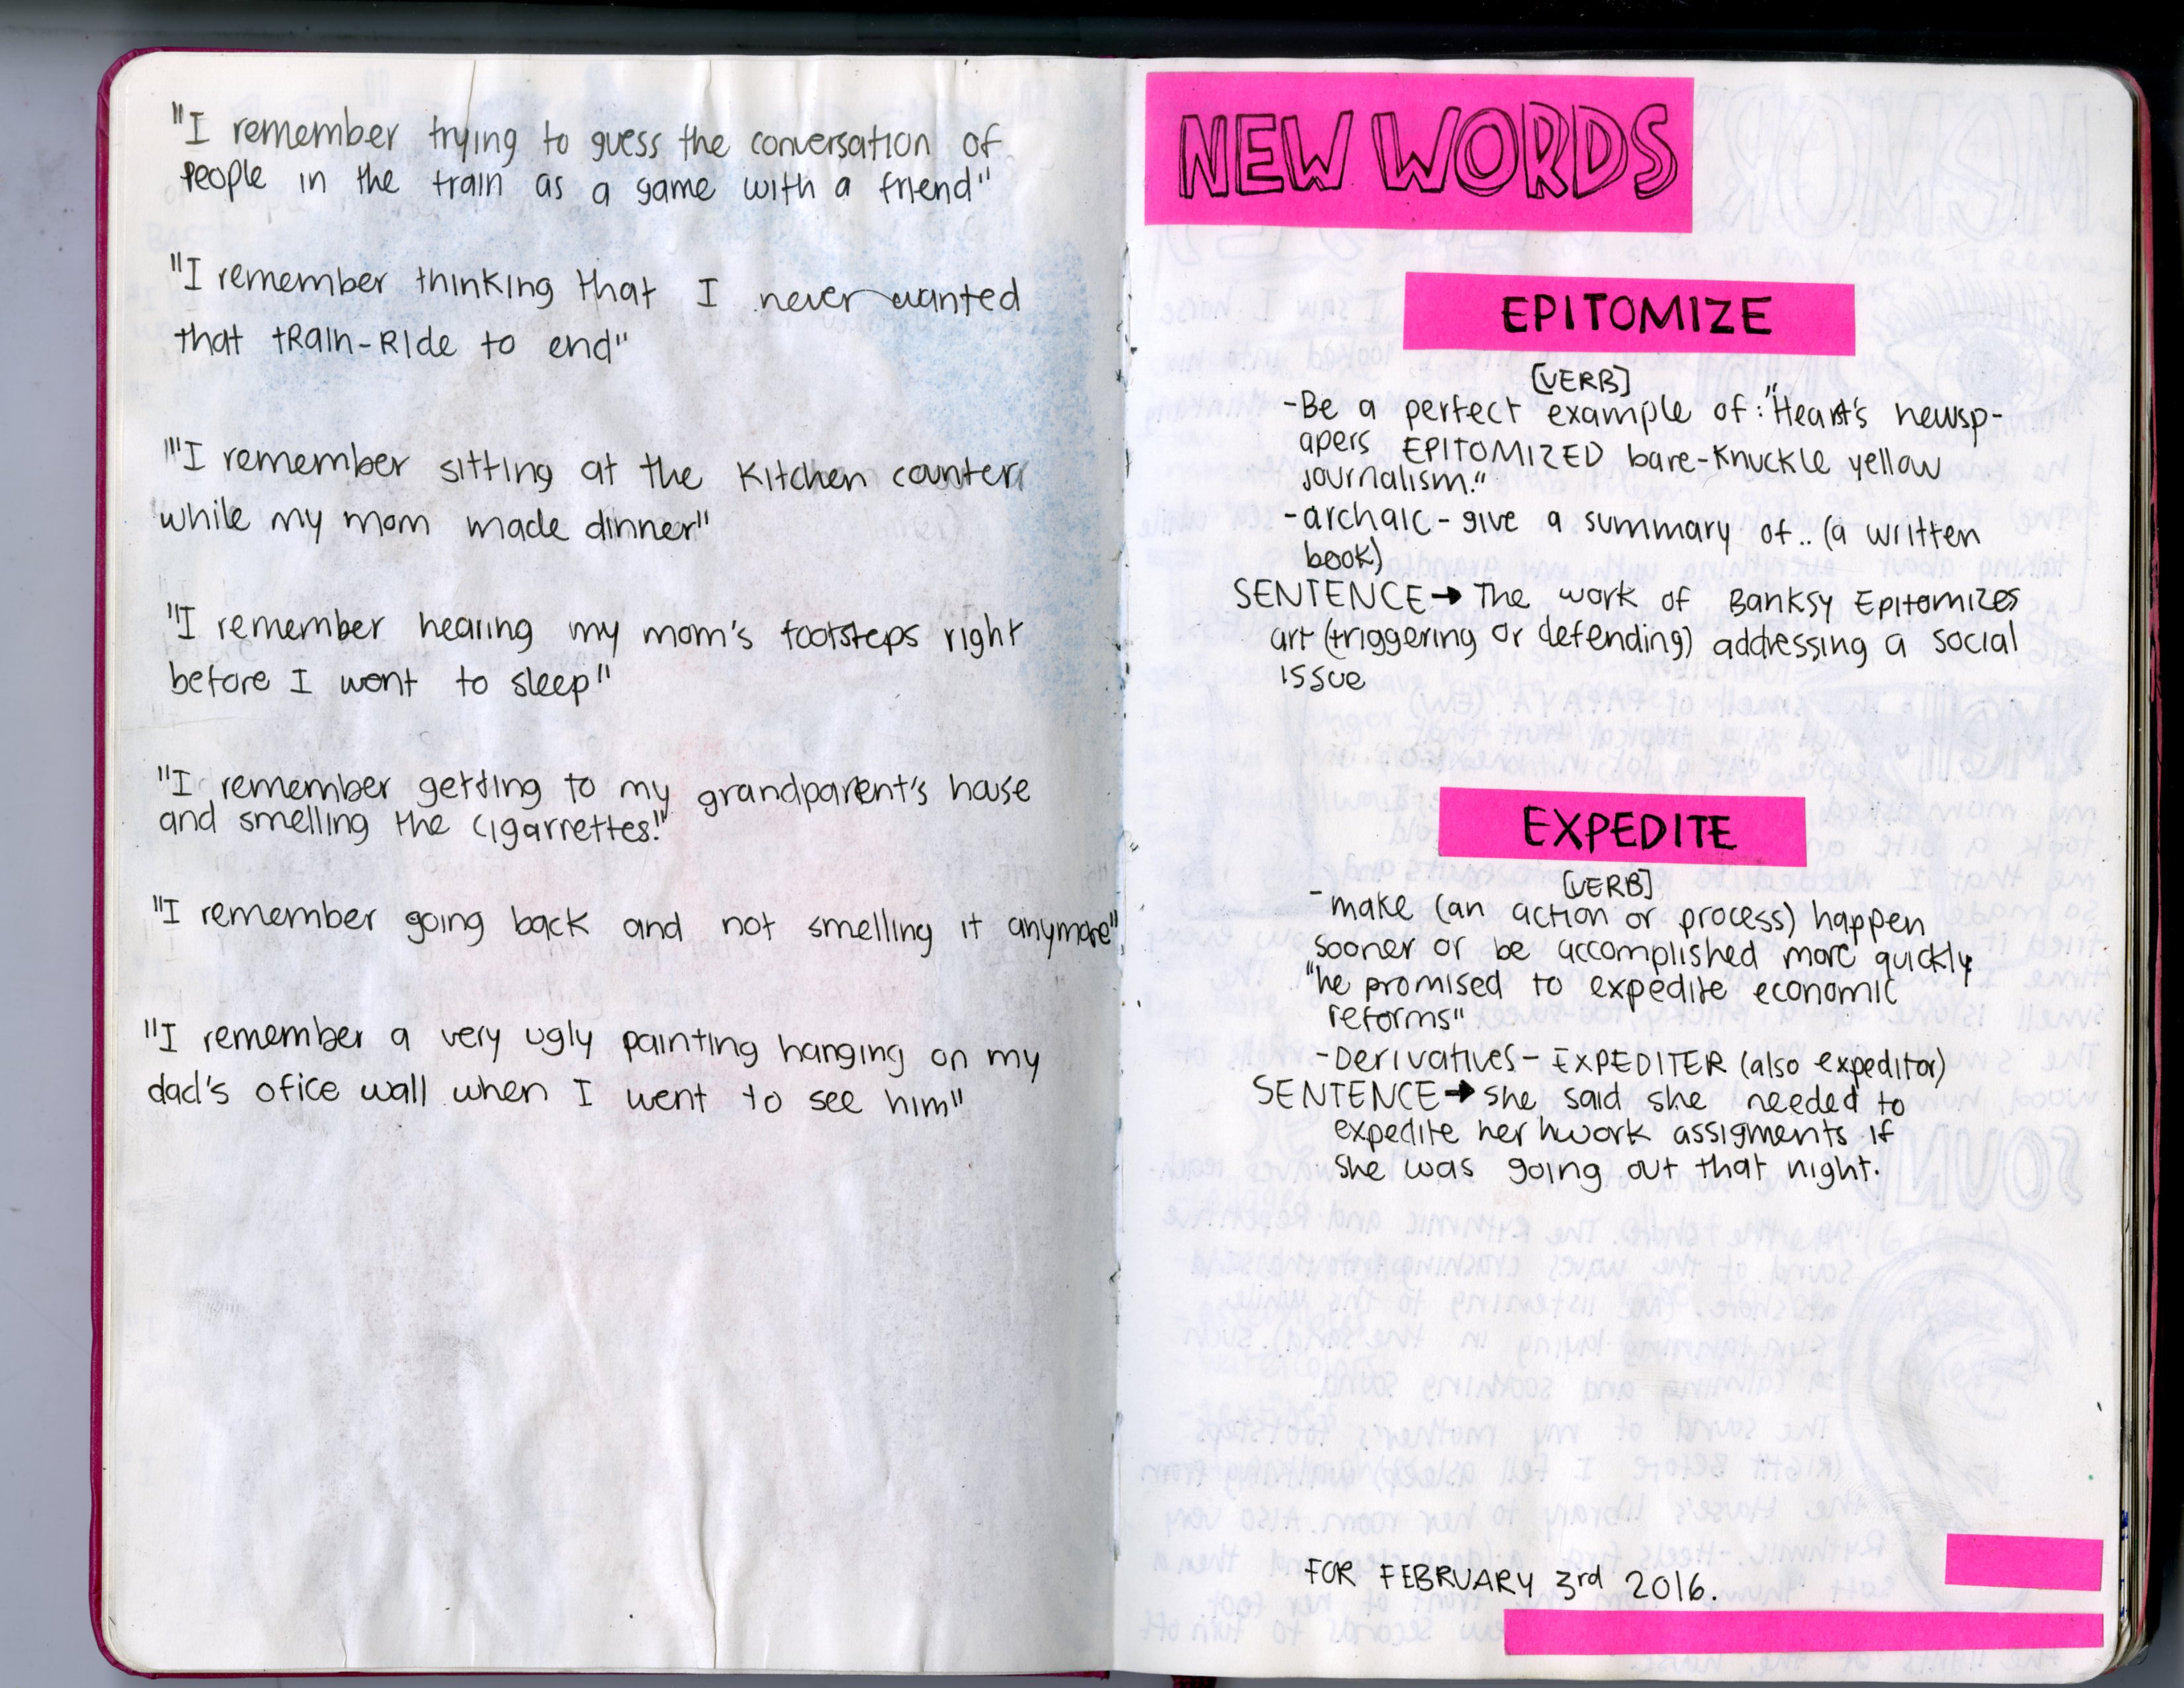 "I remember trying to guess the conversation of
People in the train as a game with a friend"
"I remember thinking that I never wanted
that tRain-RIde to end"
"I remember sitting at the Kitchen counter
while my mom made dinner"
"I remember hearing my mom's footsteps right
before I went to sleep"
"I remember getting to my grandparent's house
and smelling the cigarrettes!"
"I remember going back and not smelling it anymore"
"I remember a very ugly painting hanging on my
dad's ofice wall when I went to see him"
NEW WORDS
EPITOMIZE
[VERB]
-Be a perfect example of: "Heart's newsp-
apers EPITOMIZED bare-Knuckle yellow
journalism."
-archaic - give a summary of.. (a written
book)
SENTENCE→ The work of Banksy Epitomizes
art (triggering or defending) addressing a social
issue
EXPEDITE
[VERB]
- make (an action or process) happen
sooner or be accomplished more quickly
"he promised to expedite economic
reforms"
-Derivatives- EXPEDITER (also expeditor)
SENTENCE→ She said she needed to
expedite her hwork assigments if
she was going out that night.
FOR FEBRUARY 3rd 2016.